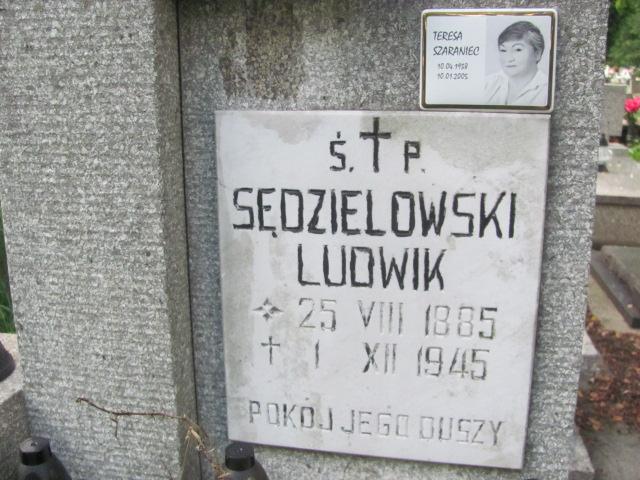 TERESA
SZARANIEC
10.04.1938
10.01.2005
Ś. † P.
SĘDZIELOWSKI
LUDWIK
25 VIII 1885
† 1 XII 1945
POKÓJ JEGO DUSZY